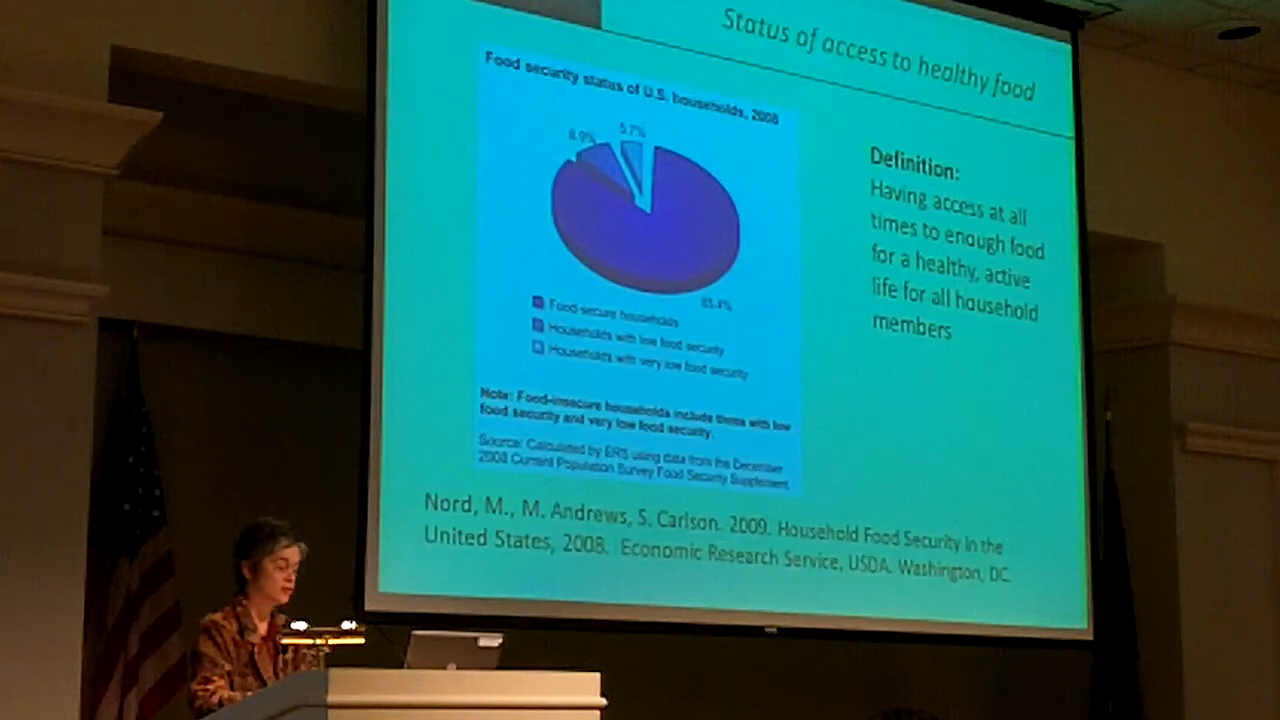 Status of access to healthy food
Food security status of U.S. households, 2008
8.9%
5.7%
85.4%
Food-secure households
Households with low food security
Households with very low food security
Note: Food-insecure households include those with low
food security and very low food security.
Source: Calculated by ERS using data from the December
2008 Current Population Survey Food Security Supplement.
Definition:
Having access at all
times to enough food
for a healthy, active
life for all household
members
Nord, M., M. Andrews, S. Carlson. 2009. Household Food Security in the
United States, 2008. Economic Research Service, USDA. Washington, DC.